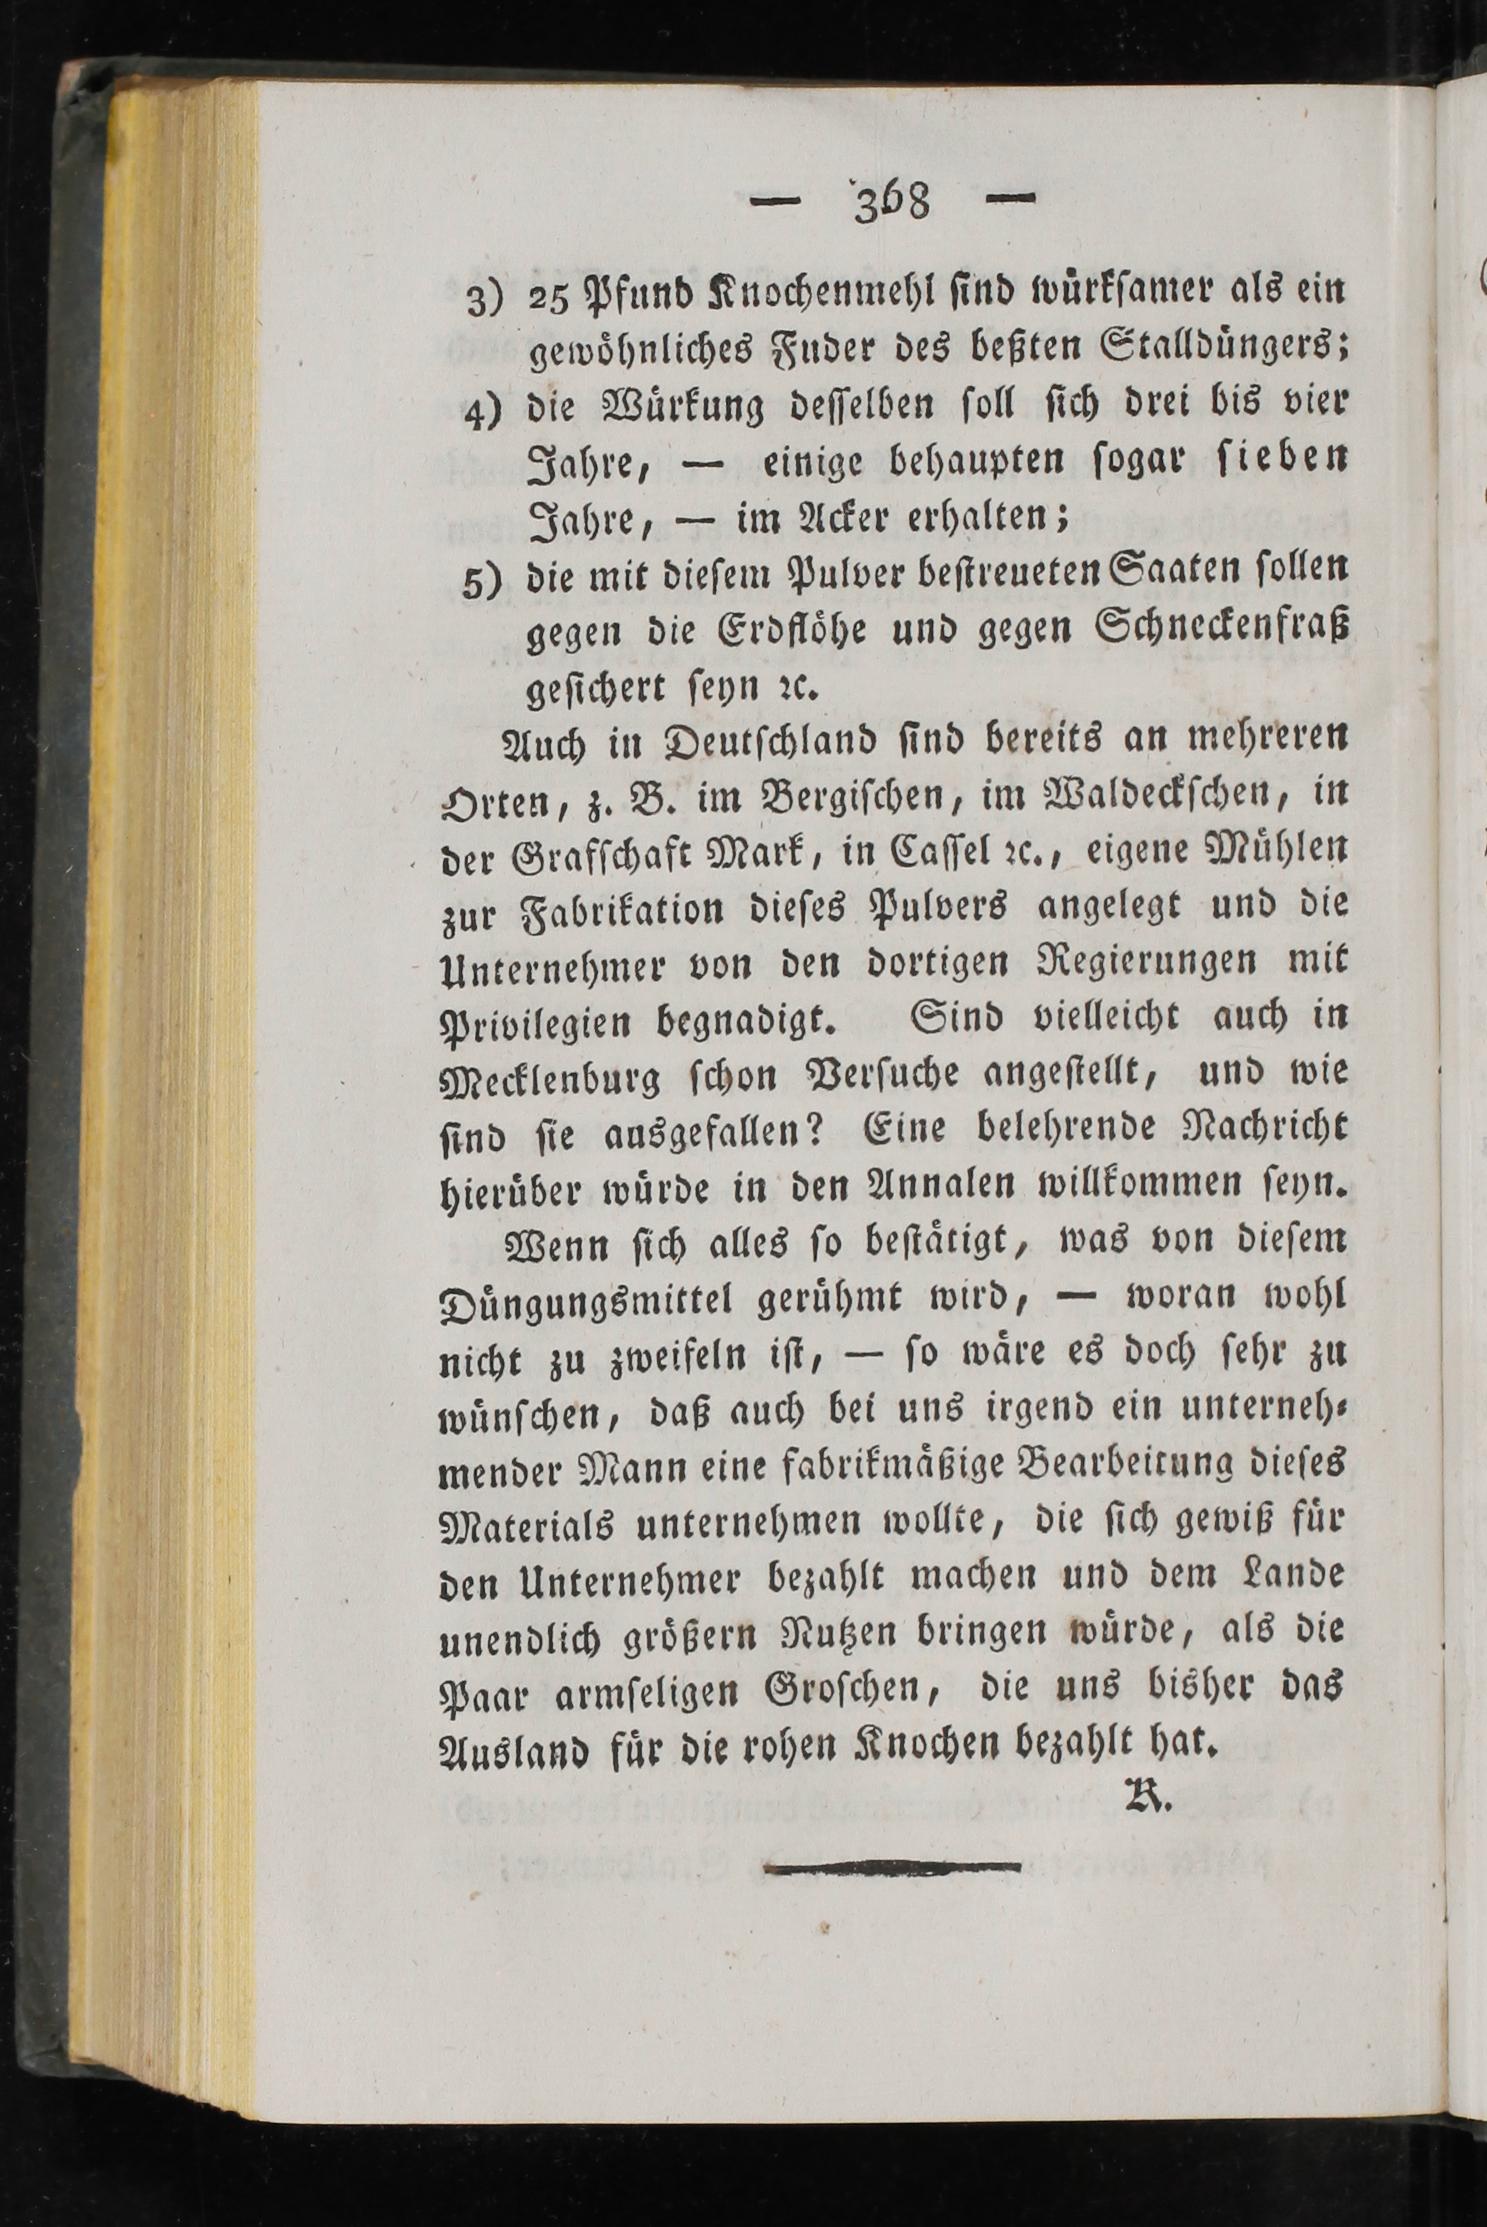 — 368 —
3) 25 Pfund Knochenmehl ſind würkſamer als ein
gewöhnliches Fuder des beßten Stalldüngers;
4) die Würkung deſſelben ſoll ſich drei bis vier
Jahre, — einige behaupten ſogar ſieben
Jahre, — im Acker erhalten;
5) die mit dieſem Pulver beſtreueten Saaten ſollen
gegen die Erdflöhe und gegen Schneckenfraß
geſichert ſeyn ꝛc.
Auch in Deutſchland ſind bereits an mehreren
Orten, z. B. im Bergiſchen, im Waldeckſchen, in
der Grafſchaft Mark, in Caſſel ꝛc., eigene Mühlen
zur Fabrikation dieſes Pulvers angelegt und die
Unternehmer von den dortigen Regierungen mit
Privilegien begnadigt. Sind vielleicht auch in
Mecklenburg ſchon Verſuche angeſtellt, und wie
ſind ſie ausgefallen? Eine belehrende Nachricht
hierüber würde in den Annalen willkommen ſeyn.
Wenn ſich alles ſo beſtätigt, was von dieſem
Düngungsmittel gerühmt wird, — woran wohl
nicht zu zweifeln iſt, — ſo wäre es doch ſehr zu
wünſchen, daß auch bei uns irgend ein unterneh⸗
mender Mann eine fabrikmäßige Bearbeitung dieſes
Materials unternehmen wollte, die ſich gewiß für
den Unternehmer bezahlt machen und dem Lande
unendlich größern Nutzen bringen würde, als die
Paar armſeligen Groſchen, die uns bisher das
Ausland für die rohen Knochen bezahlt hat.
R.